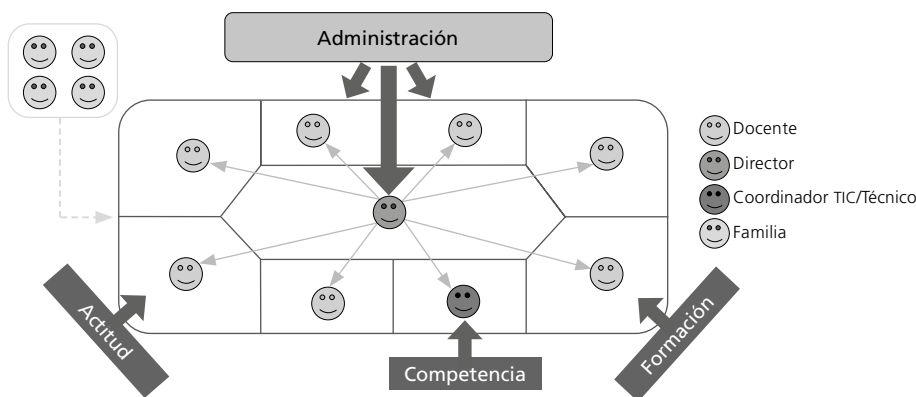 Administración
Docente
Director
Coordinador TIC/Técnico
Familia
Actitud
Competencia
Formación